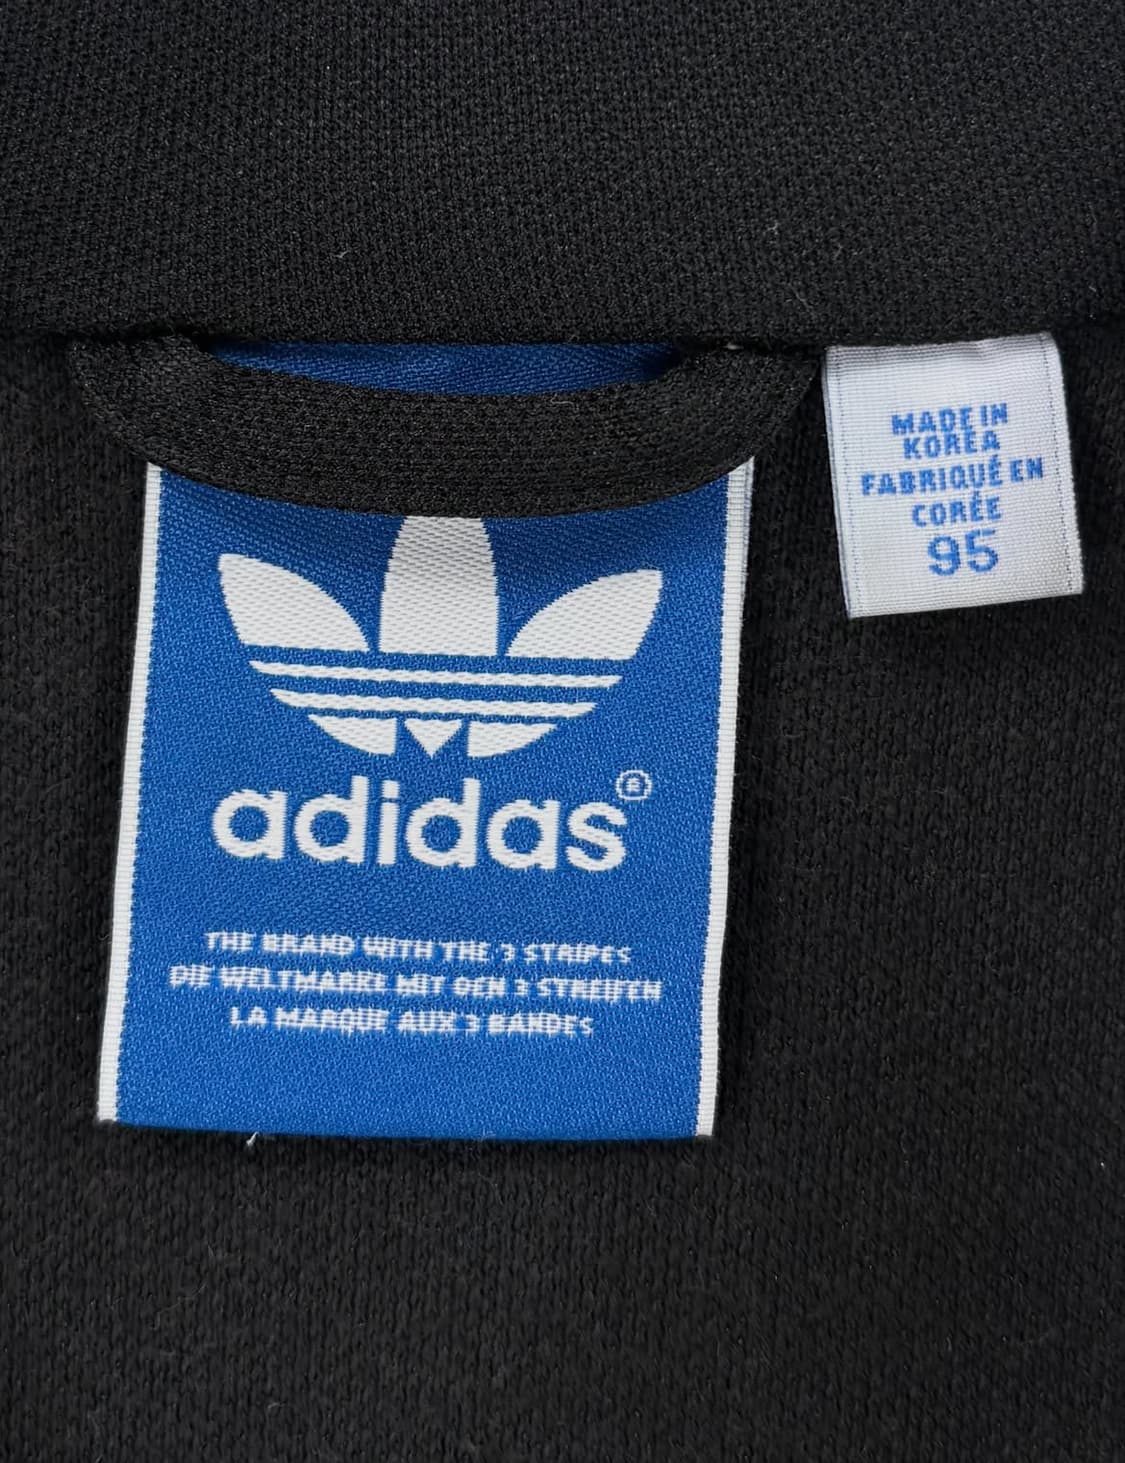 adidas®
THE BRAND WITH THE 3 STRIPES
DIE WELTMARKE MIT DEN 3 STREIFEN
LA MARQUE AUX 3 BANDES
MADE IN
KOREA
FABRIQUÉ EN
CORÉE
95